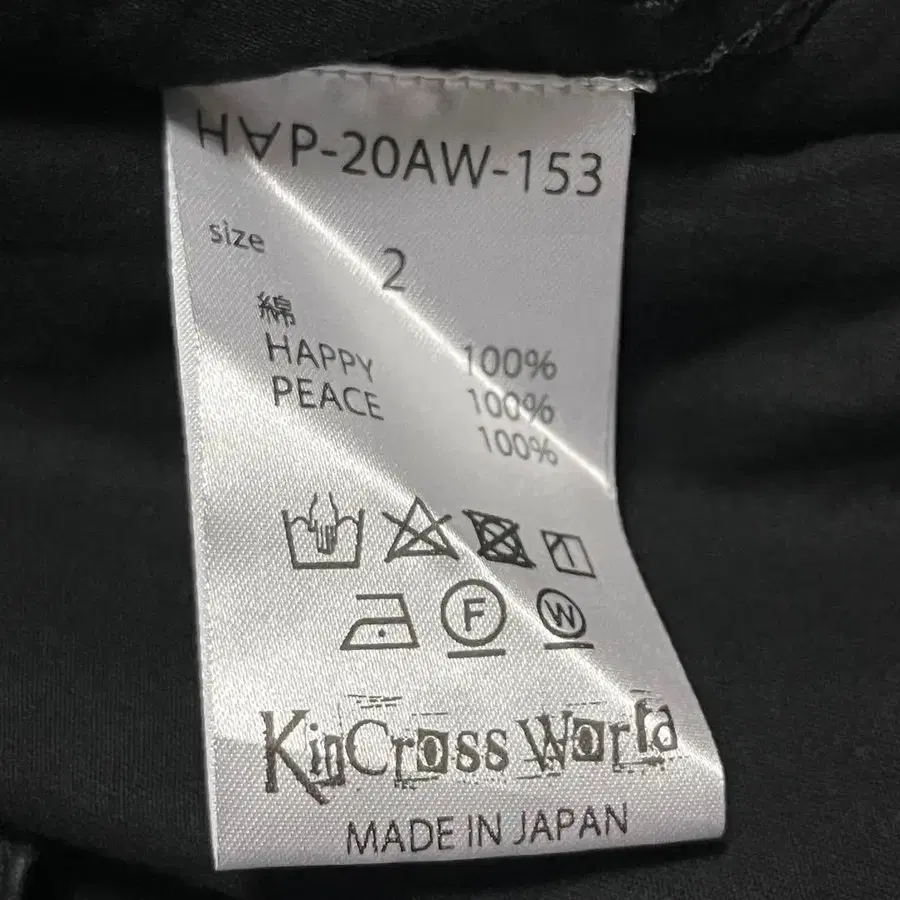 H∀P-20AW-153
size 2
綿 100%
HAPPY 100%
PEACE 100%
F W
KinCross World
MADE IN JAPAN